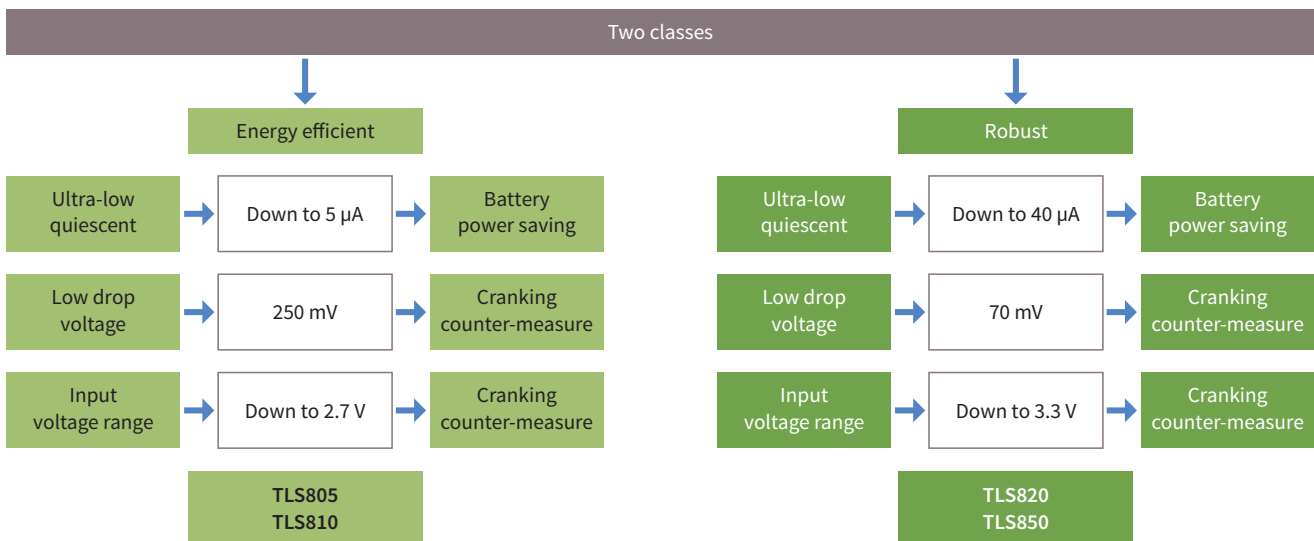 Two classes
Energy efficient
Ultra-low
quiescent
Down to 5 µA
Battery
power saving
Low drop
voltage
250 mV
Cranking
counter-measure
Input
voltage range
Down to 2.7 V
Cranking
counter-measure
TLS805
TLS810
Robust
Ultra-low
quiescent
Down to 40 µA
Battery
power saving
Low drop
voltage
70 mV
Cranking
counter-measure
Input
voltage range
Down to 3.3 V
Cranking
counter-measure
TLS820
TLS850